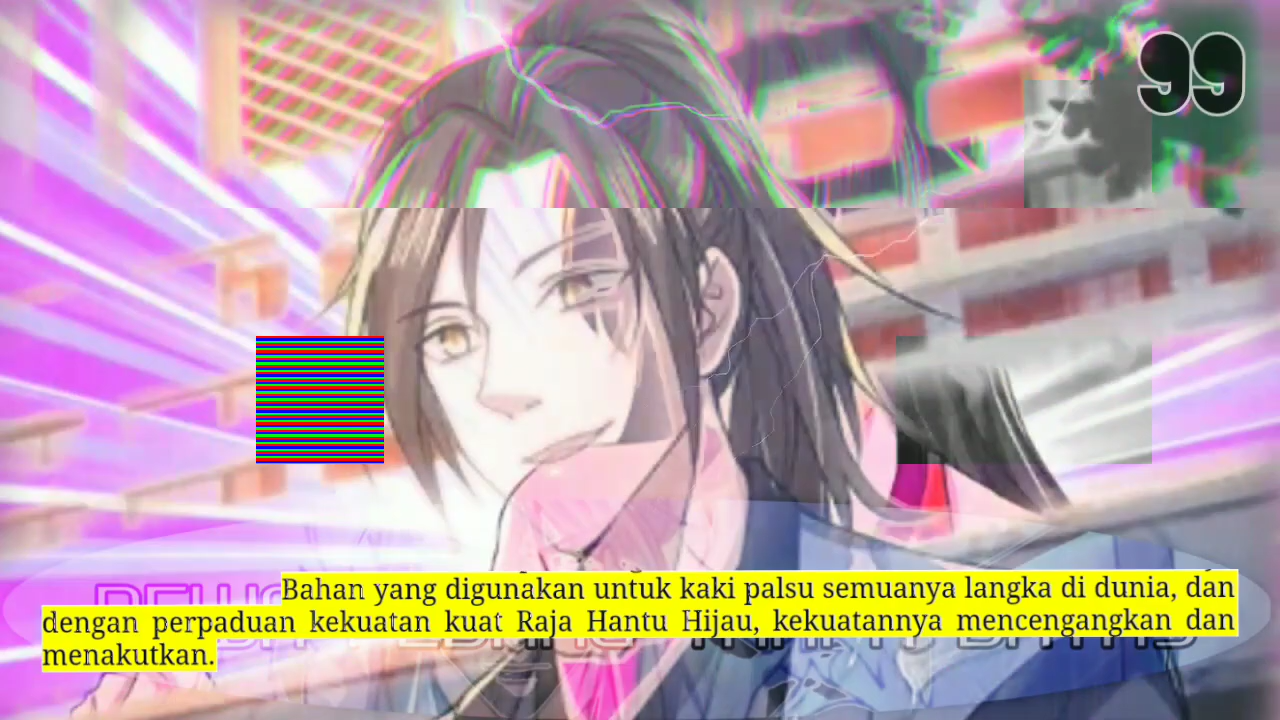 99
Bahan yang digunakan untuk kaki palsu semuanya langka di dunia, dan
dengan perpaduan kekuatan kuat Raja Hantu Hijau, kekuatannya mencengangkan dan
menakutkan.